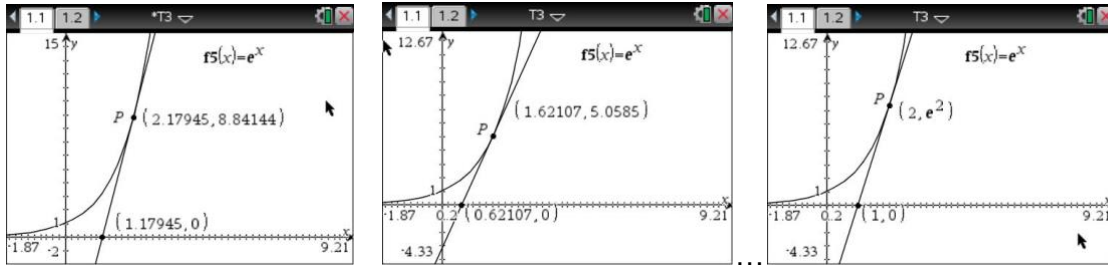 1.1 1.2 *T3
15 y
f5(x)=e^x
P (2.17945,8.84144)
1
(1.17945,0)
x
-1.87 -2 9.21
1.1 1.2 T3
12.67 y
f5(x)=e^x
(1.62107,5.0585)
P
1
x
-1.87 0.2 (0.62107,0) 9.21
-4.33
...
1.1 1.2 T3
12.67 y
f5(x)=e^x
P (2,e^2)
1
x
-1.87 0.2 (1,0) 9.21
-4.33